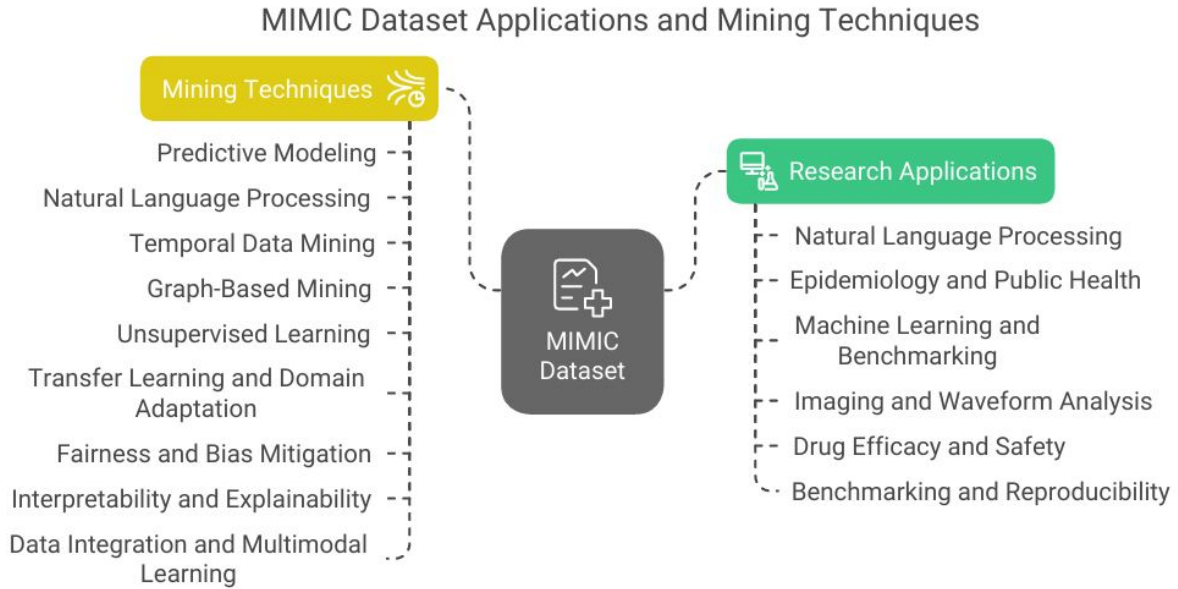 MIMIC Dataset Applications and Mining Techniques
Mining Techniques
Predictive Modeling
Natural Language Processing
Temporal Data Mining
Graph-Based Mining
Unsupervised Learning
Transfer Learning and Domain
Adaptation
Fairness and Bias Mitigation
Interpretability and Explainability
Data Integration and Multimodal
Learning
MIMIC
Dataset
Research Applications
Natural Language Processing
Epidemiology and Public Health
Machine Learning and
Benchmarking
Imaging and Waveform Analysis
Drug Efficacy and Safety
Benchmarking and Reproducibility